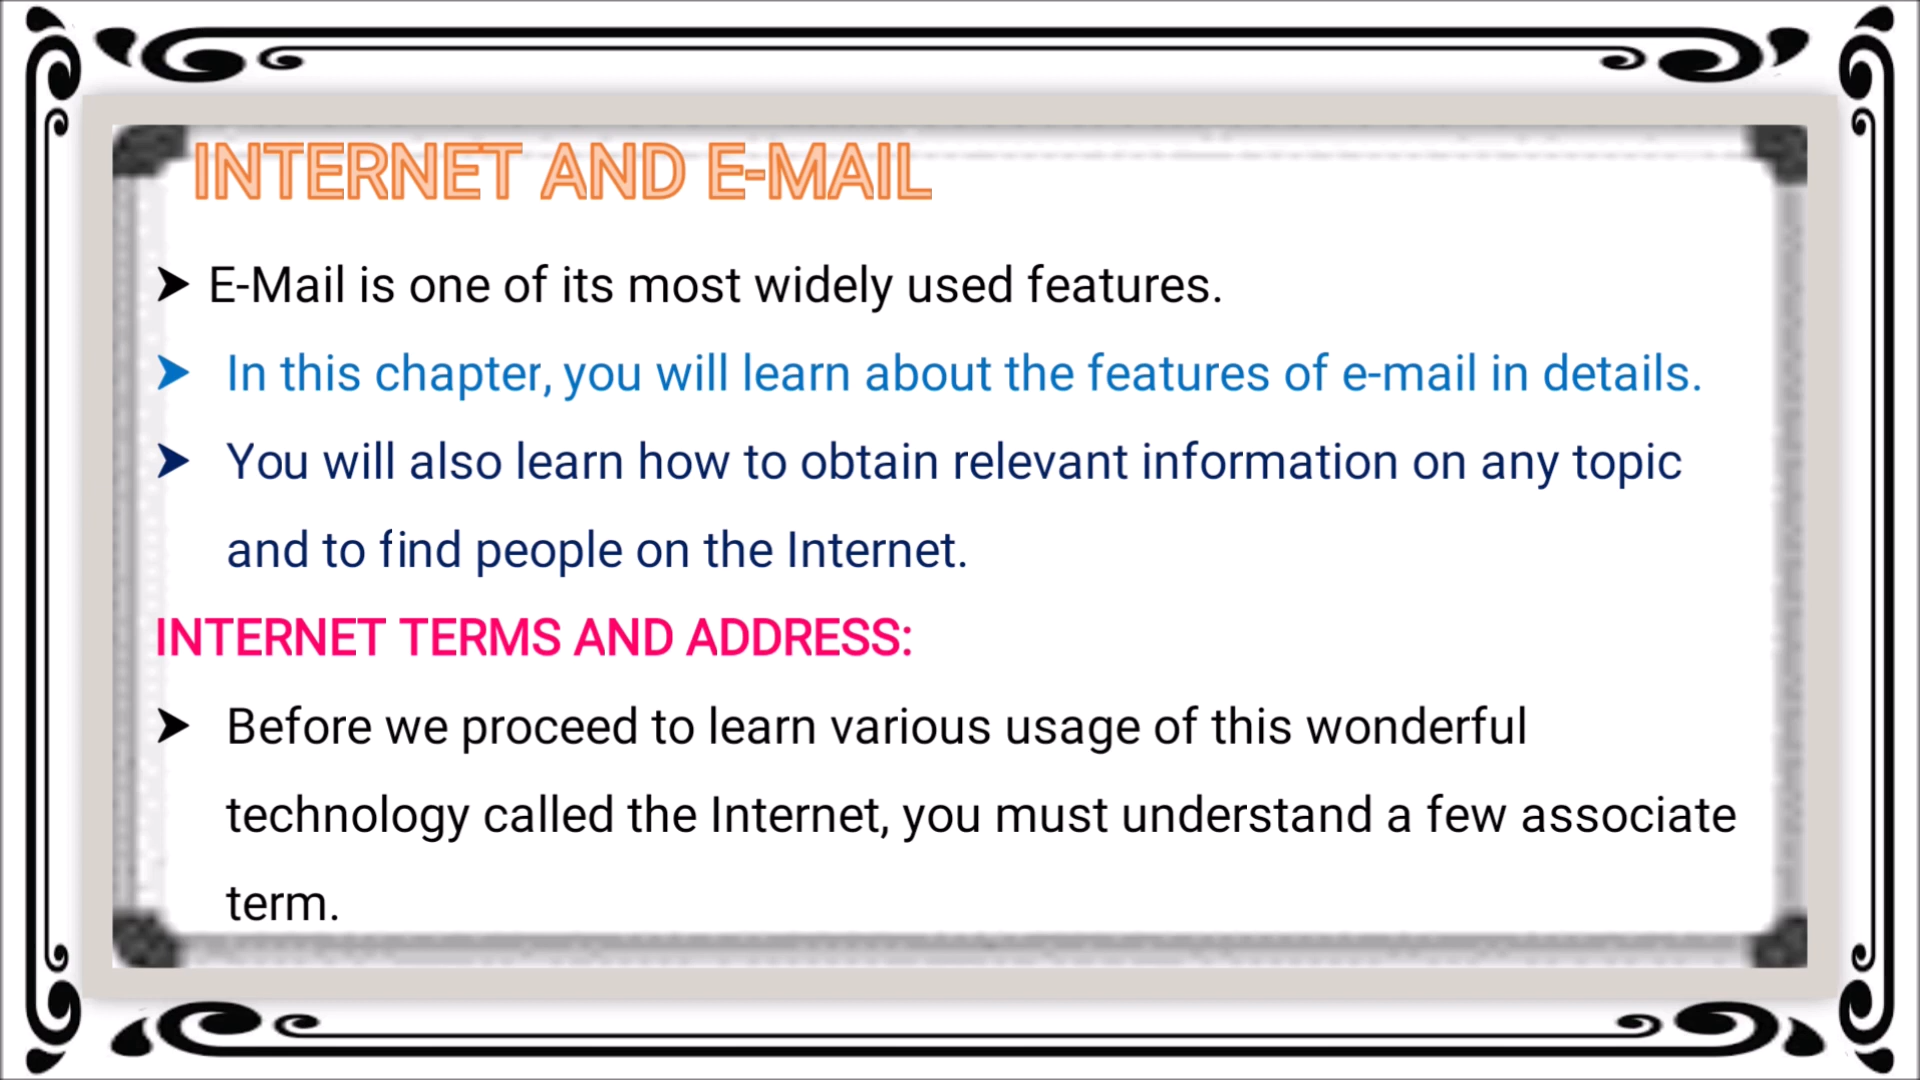 INTERNET AND E-MAIL
➤ E-Mail is one of its most widely used features.
➤ In this chapter, you will learn about the features of e-mail in details.
➤ You will also learn how to obtain relevant information on any topic
and to find people on the Internet.
INTERNET TERMS AND ADDRESS:
➤ Before we proceed to learn various usage of this wonderful
technology called the Internet, you must understand a few associate
term.